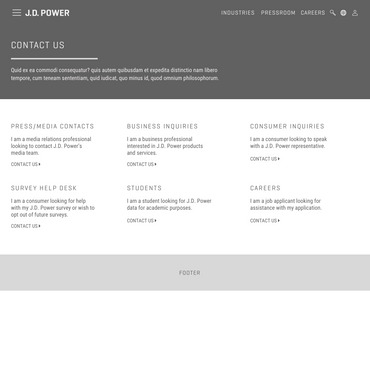 J.D. POWER
INDUSTRIES PRESSROOM CAREERS
CONTACT US
Quid ex ea commodi consequatur? quis autem quibusdam et expedita distinctio nam libero
tempore, cum teneam sententiam, quid iudicat, quo minus id, quod omnium philosophorum.
PRESS/MEDIA CONTACTS
I am a media relations professional
looking to contact J.D. Power's
media team.
CONTACT US
BUSINESS INQUIRIES
I am a business professional
interested in J.D. Power products
and services.
CONTACT US
CONSUMER INQUIRIES
I am a consumer looking to speak
with a J.D. Power representative.
CONTACT US
SURVEY HELP DESK
I am a consumer looking for help
with my J.D. Power survey or wish to
opt out of future surveys.
CONTACT US
STUDENTS
I am a student looking for J.D. Power
data for academic purposes.
CONTACT US
CAREERS
I am a job applicant looking for
assistance with my application.
CONTACT US
FOOTER